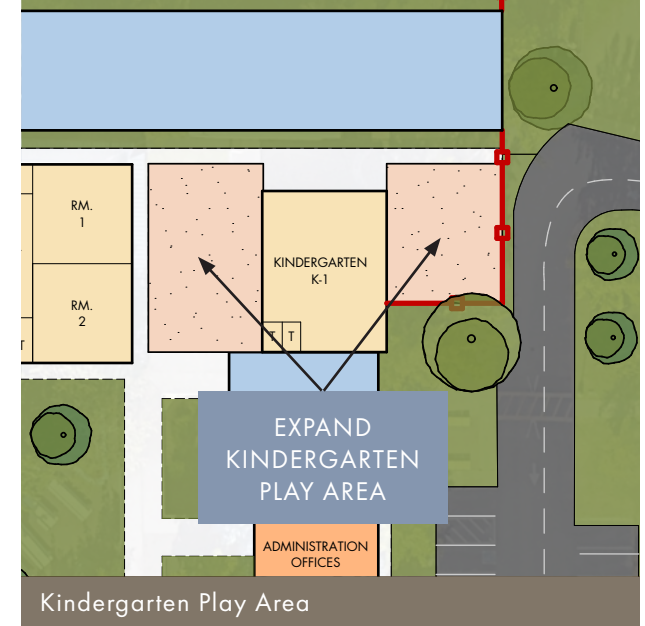 RM.
1
KINDERGARTEN
K-1
RM.
2
T
T T
EXPAND
KINDERGARTEN
PLAY AREA
ADMINISTRATION
OFFICES
Kindergarten Play Area